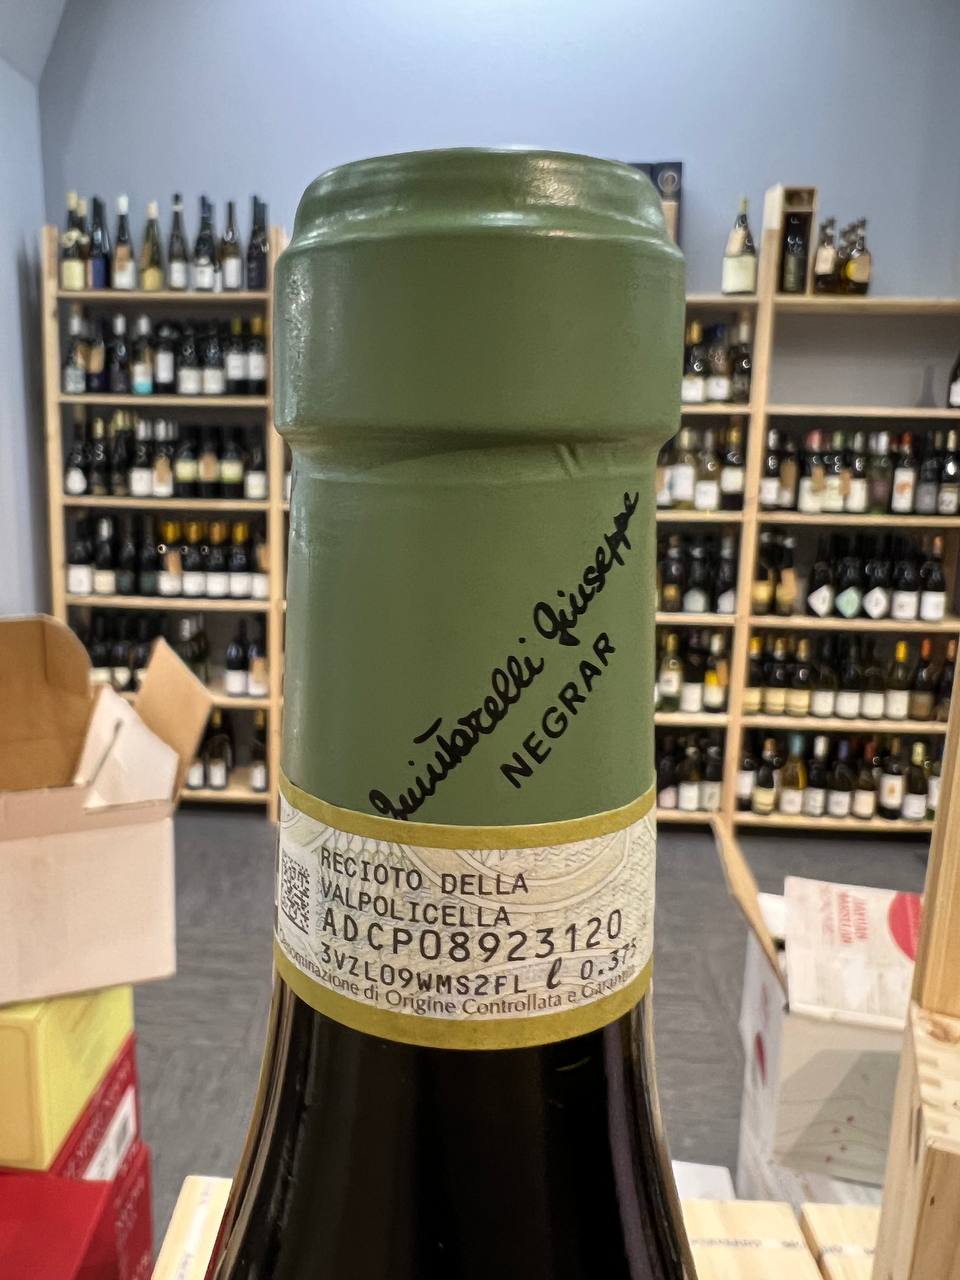 Quintarelli Giuseppe
NEGRAR
RECIOTO DELLA
VALPOLICELLA
ADCP08923120
3VZL09WMS2FL ℓ 0.375
Denominazione di Origine Controllata e Garantita